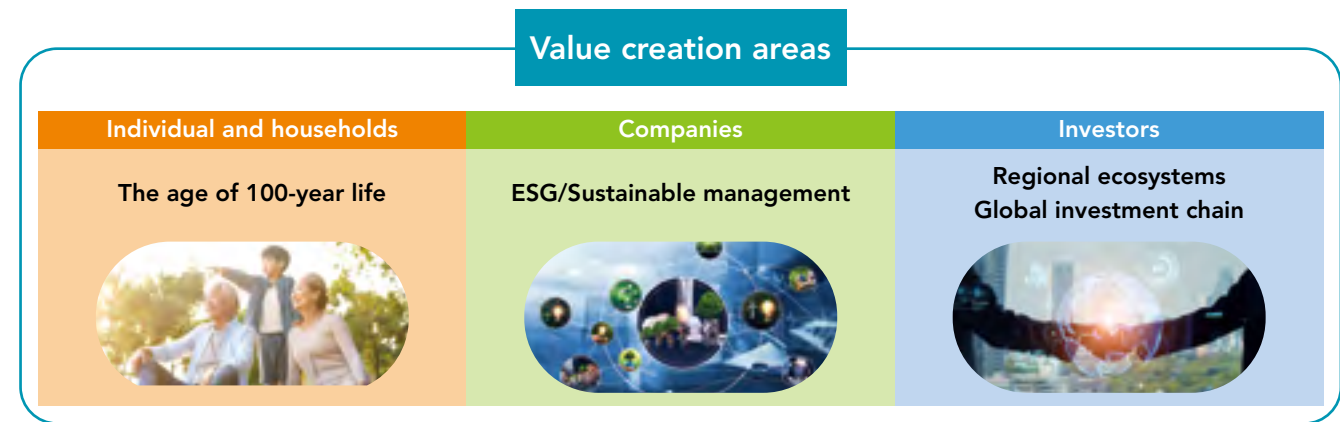 Value creation areas
Individual and households
Companies
Investors
The age of 100-year life
ESG/Sustainable management
Regional ecosystems
Global investment chain